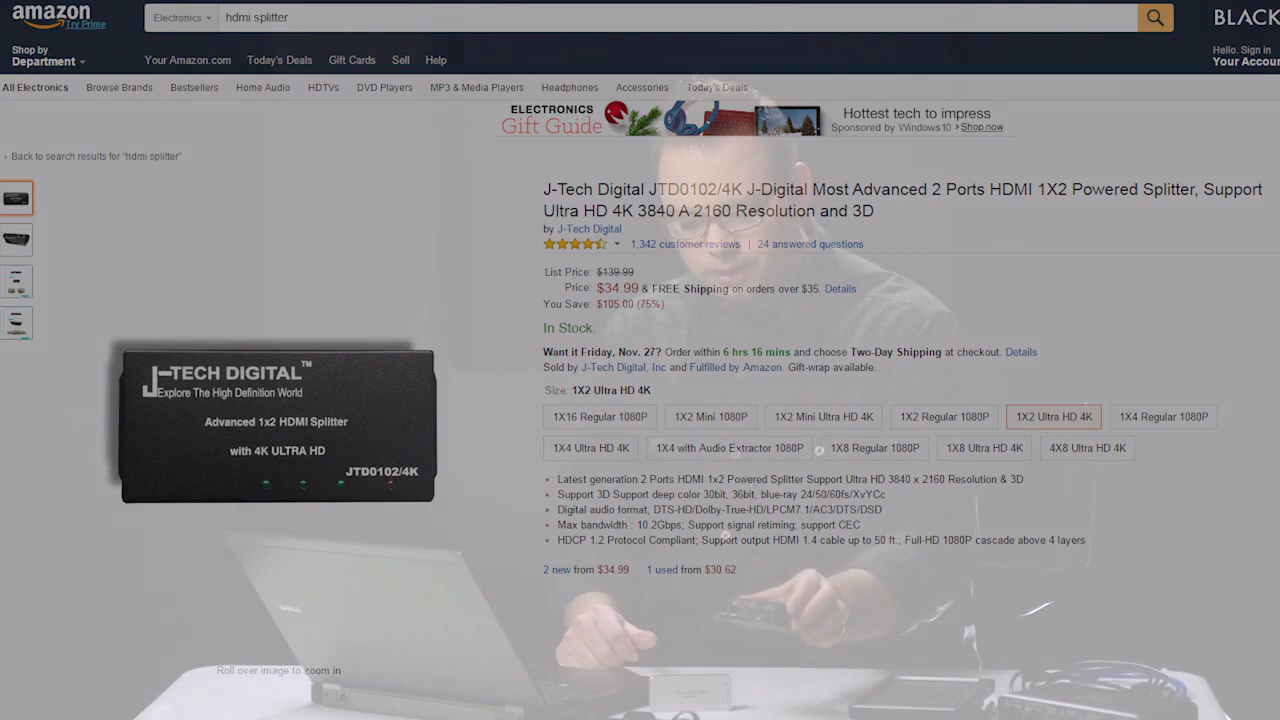 amazon
Try Prime
Electronics
hdmi splitter
BLACK
Shop by
Department
Your Amazon.com
Today's Deals
Gift Cards
Sell
Help
Hello. Sign in
Your Accoun
All Electronics
Browse Brands
Bestsellers
Home Audio
HDTVs
DVD Players
MP3 & Media Players
Headphones
Accessories
Today's Deals
ELECTRONICS
Gift Guide
Hottest tech to impress
Sponsored by Windows10 > Shop now
‹ Back to search results for "hdmi splitter"
J-Tech Digital JTD0102/4K J-Digital Most Advanced 2 Ports HDMI 1X2 Powered Splitter, Support
Ultra HD 4K 3840 A 2160 Resolution and 3D
by J-Tech Digital
1,342 customer reviews | 24 answered questions
List Price: $139.99
Price: $34.99 & FREE Shipping on orders over $35. Details
You Save: $105.00 (75%)
In Stock.
Want it Friday, Nov. 27? Order within 6 hrs 16 mins and choose Two-Day Shipping at checkout. Details
Sold by J-Tech Digital, Inc and Fulfilled by Amazon. Gift-wrap available.
Size: 1X2 Ultra HD 4K
1X16 Regular 1080P
1X2 Mini 1080P
1X2 Mini Ultra HD 4K
1X2 Regular 1080P
1X2 Ultra HD 4K
1X4 Regular 1080P
1X4 Ultra HD 4K
1X4 with Audio Extractor 1080P
1X8 Regular 1080P
1X8 Ultra HD 4K
4X8 Ultra HD 4K
Latest generation 2 Ports HDMI 1x2 Powered Splitter Support Ultra HD 3840 x 2160 Resolution & 3D
Support 3D Support deep color 30bit, 36bit, blue-ray 24/50/60fs/XvYCc
Digital audio format, DTS-HD/Dolby-True-HD/LPCM7.1/AC3/DTS/DSD
Max bandwidth : 10.2Gbps; Support signal retiming; support CEC
HDCP 1.2 Protocol Compliant; Support output HDMI 1.4 cable up to 50 ft.; Full-HD 1080P cascade above 4 layers
2 new from $34.99
1 used from $30.62
J-TECH DIGITAL™
Explore The High Definition World
Advanced 1x2 HDMI Splitter
with 4K ULTRA HD
JTD0102/4K
DELL
Roll over image to zoom in